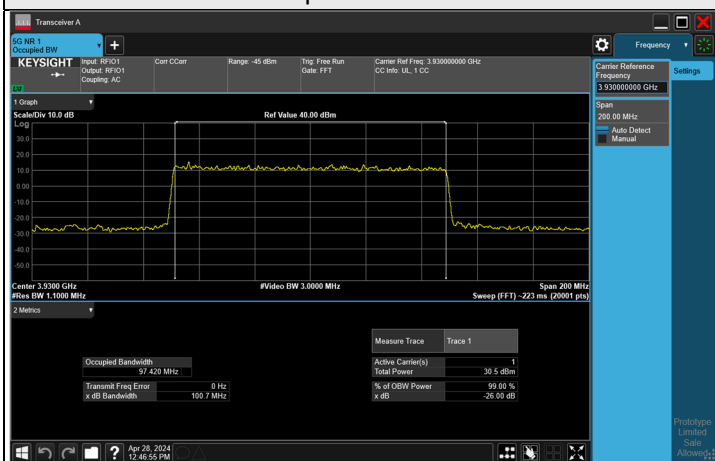 Transceiver A
5G NR 1
Occupied BW
Frequency
KEYSIGHT
Input: RFIO1
Output: RFIO1
Coupling: AC
Corr CCorr
Range: -45 dBm
Trig: Free Run
Gate: FFT
Carrier Ref Freq: 3.930000000 GHz
CC Info: UL, 1 CC
LXI
Carrier Reference
Frequency
3.930000000 GHz
Settings
Span
200.00 MHz
Auto Detect
Manual
1 Graph
Scale/Div 10.0 dB
Ref Value 40.00 dBm
Log
30.0
20.0
10.0
0.00
-10.0
-20.0
-30.0
-40.0
-50.0
Center 3.9300 GHz
#Video BW 3.0000 MHz
Span 200 MHz
#Res BW 1.1000 MHz
Sweep (FFT) ~223 ms (20001 pts)
2 Metrics
Measure Trace
Trace 1
Occupied Bandwidth
97.420 MHz
Active Carrier(s)
1
Total Power
30.5 dBm
Transmit Freq Error
0 Hz
x dB Bandwidth
100.7 MHz
% of OBW Power
99.00 %
x dB
-26.00 dB
Apr 28, 2024
12:46:55 PM
Prototype
Limited
Sale
Allowed